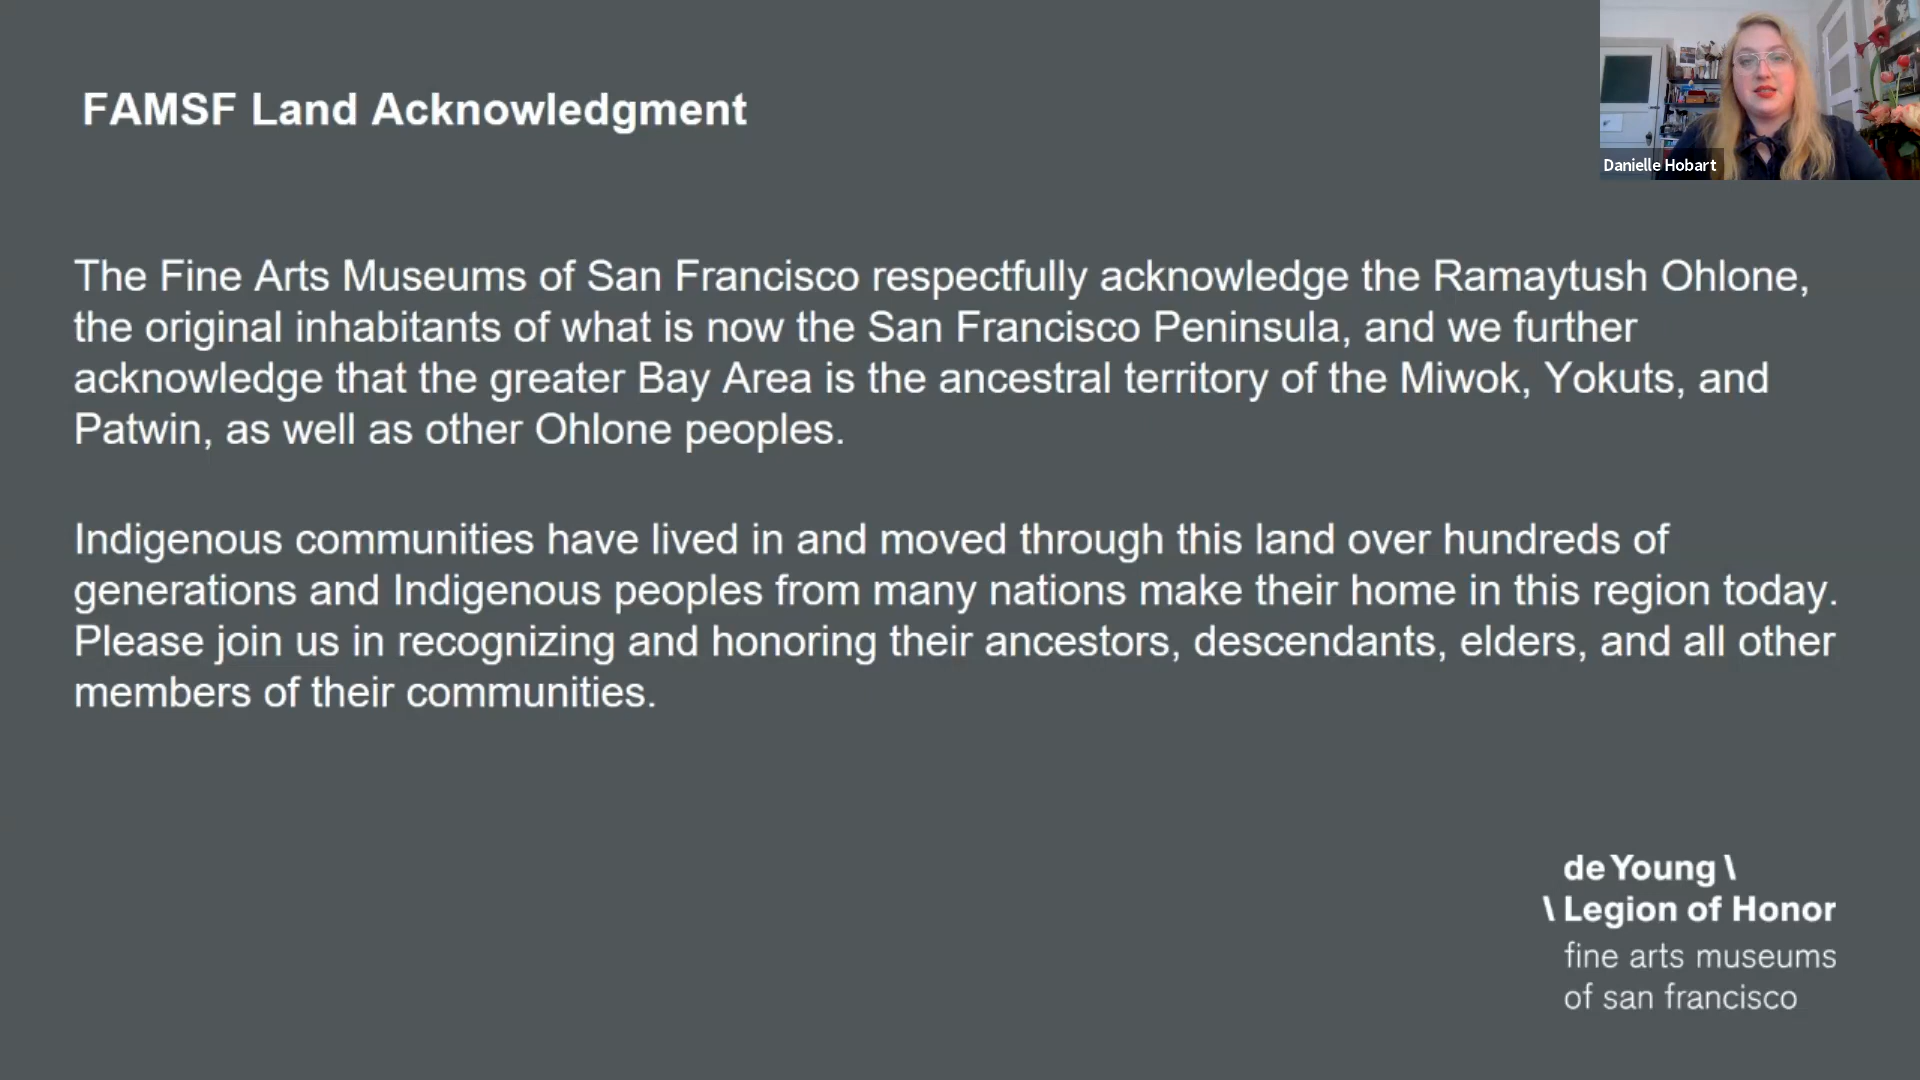 FAMSF Land Acknowledgment
Danielle Hobart
The Fine Arts Museums of San Francisco respectfully acknowledge the Ramaytush Ohlone,
the original inhabitants of what is now the San Francisco Peninsula, and we further
acknowledge that the greater Bay Area is the ancestral territory of the Miwok, Yokuts, and
Patwin, as well as other Ohlone peoples.
Indigenous communities have lived in and moved through this land over hundreds of
generations and Indigenous peoples from many nations make their home in this region today.
Please join us in recognizing and honoring their ancestors, descendants, elders, and all other
members of their communities.
de Young \
\ Legion of Honor
fine arts museums
of san francisco